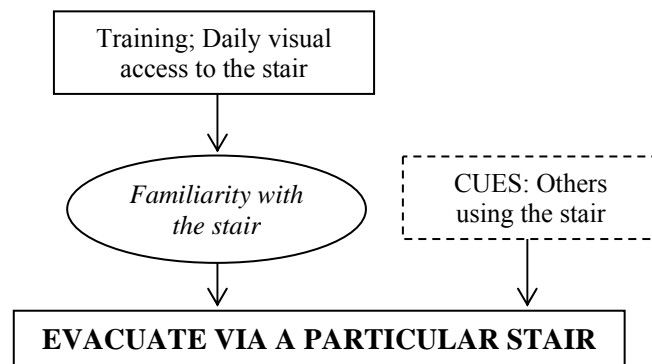 Training; Daily visual
access to the stair
Familiarity with
the stair
CUES: Others
using the stair
EVACUATE VIA A PARTICULAR STAIR